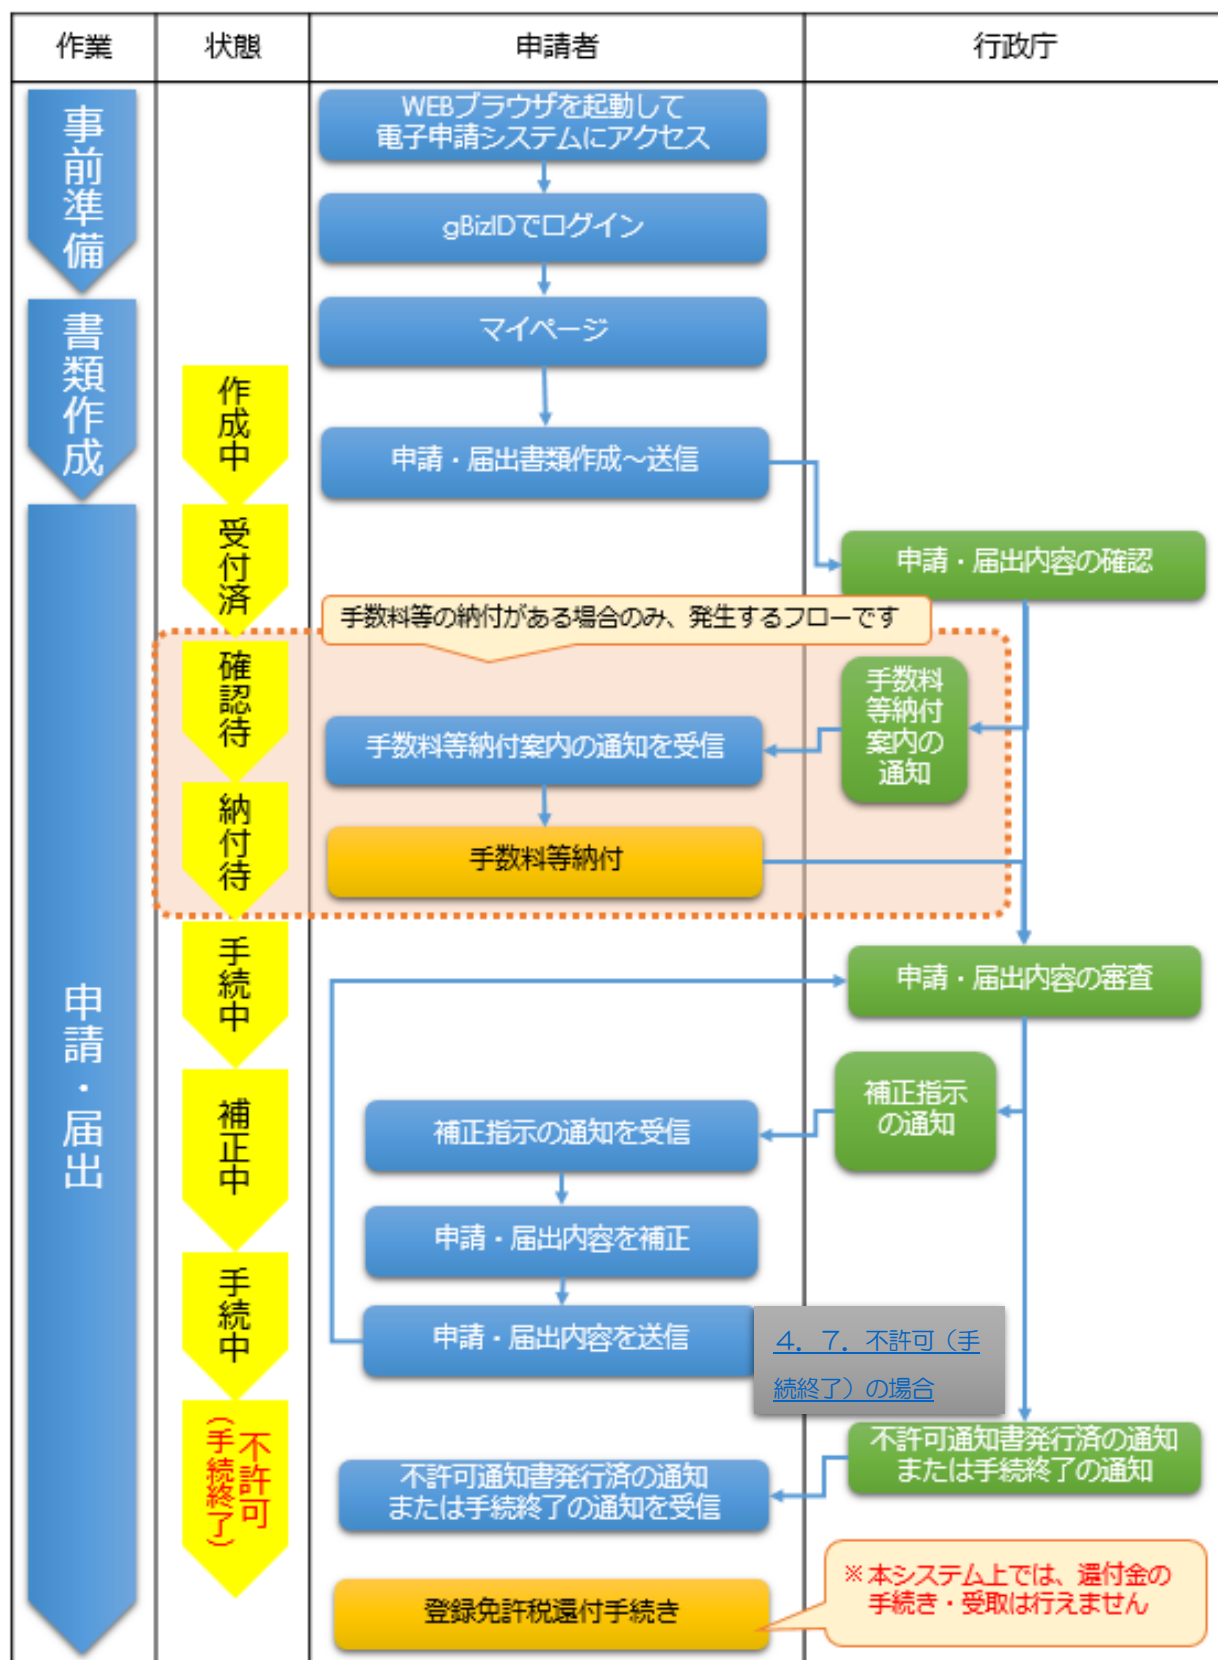 作業
状態
申請者
行政庁
事前準備
WEBブラウザを起動して
電子申請システムにアクセス
gBizIDでログイン
書類作成
マイページ
作成中
申請・届出書類作成～送信
申請・届出
受付済
申請・届出内容の確認
手数料等の納付がある場合のみ、発生するフローです
確認待
手数料
等納付
案内の
通知
手数料等納付案内の通知を受信
納付待
手数料等納付
手続中
申請・届出内容の審査
補正中
補正指示
の通知
補正指示の通知を受信
申請・届出内容を補正
手続中
申請・届出内容を送信
４．７．不許可（手
続終了）の場合
不許可
（手続終了）
不許可通知書発行済の通知
または手続終了の通知
不許可通知書発行済の通知
または手続終了の通知を受信
登録免許税還付手続き
※本システム上では、還付金の
手続き・受取は行えません